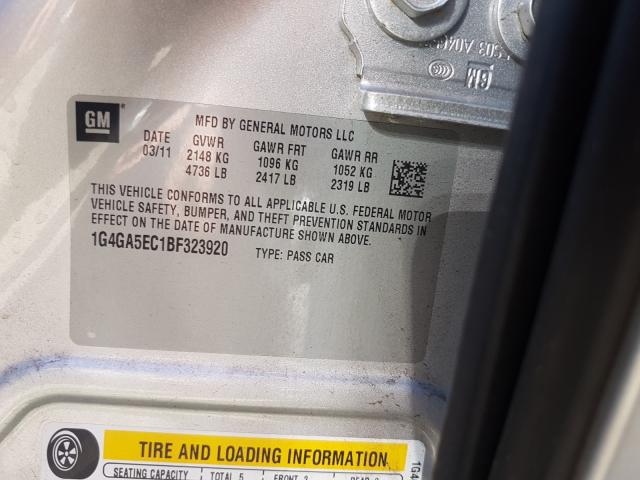 GM
MFD BY GENERAL MOTORS LLC
DATE GVWR GAWR FRT GAWR RR
03/11 2148 KG 1096 KG 1052 KG
4736 LB 2417 LB 2319 LB
THIS VEHICLE CONFORMS TO ALL APPLICABLE U.S. FEDERAL MOTOR
VEHICLE SAFETY, BUMPER, AND THEFT PREVENTION STANDARDS IN
EFFECT ON THE DATE OF MANUFACTURE SHOWN ABOVE.
1G4GA5EC1BF323920 TYPE: PASS CAR
GM
TIRE AND LOADING INFORMATION
SEATING CAPACITY TOTAL 5 FRONT 2
1G4